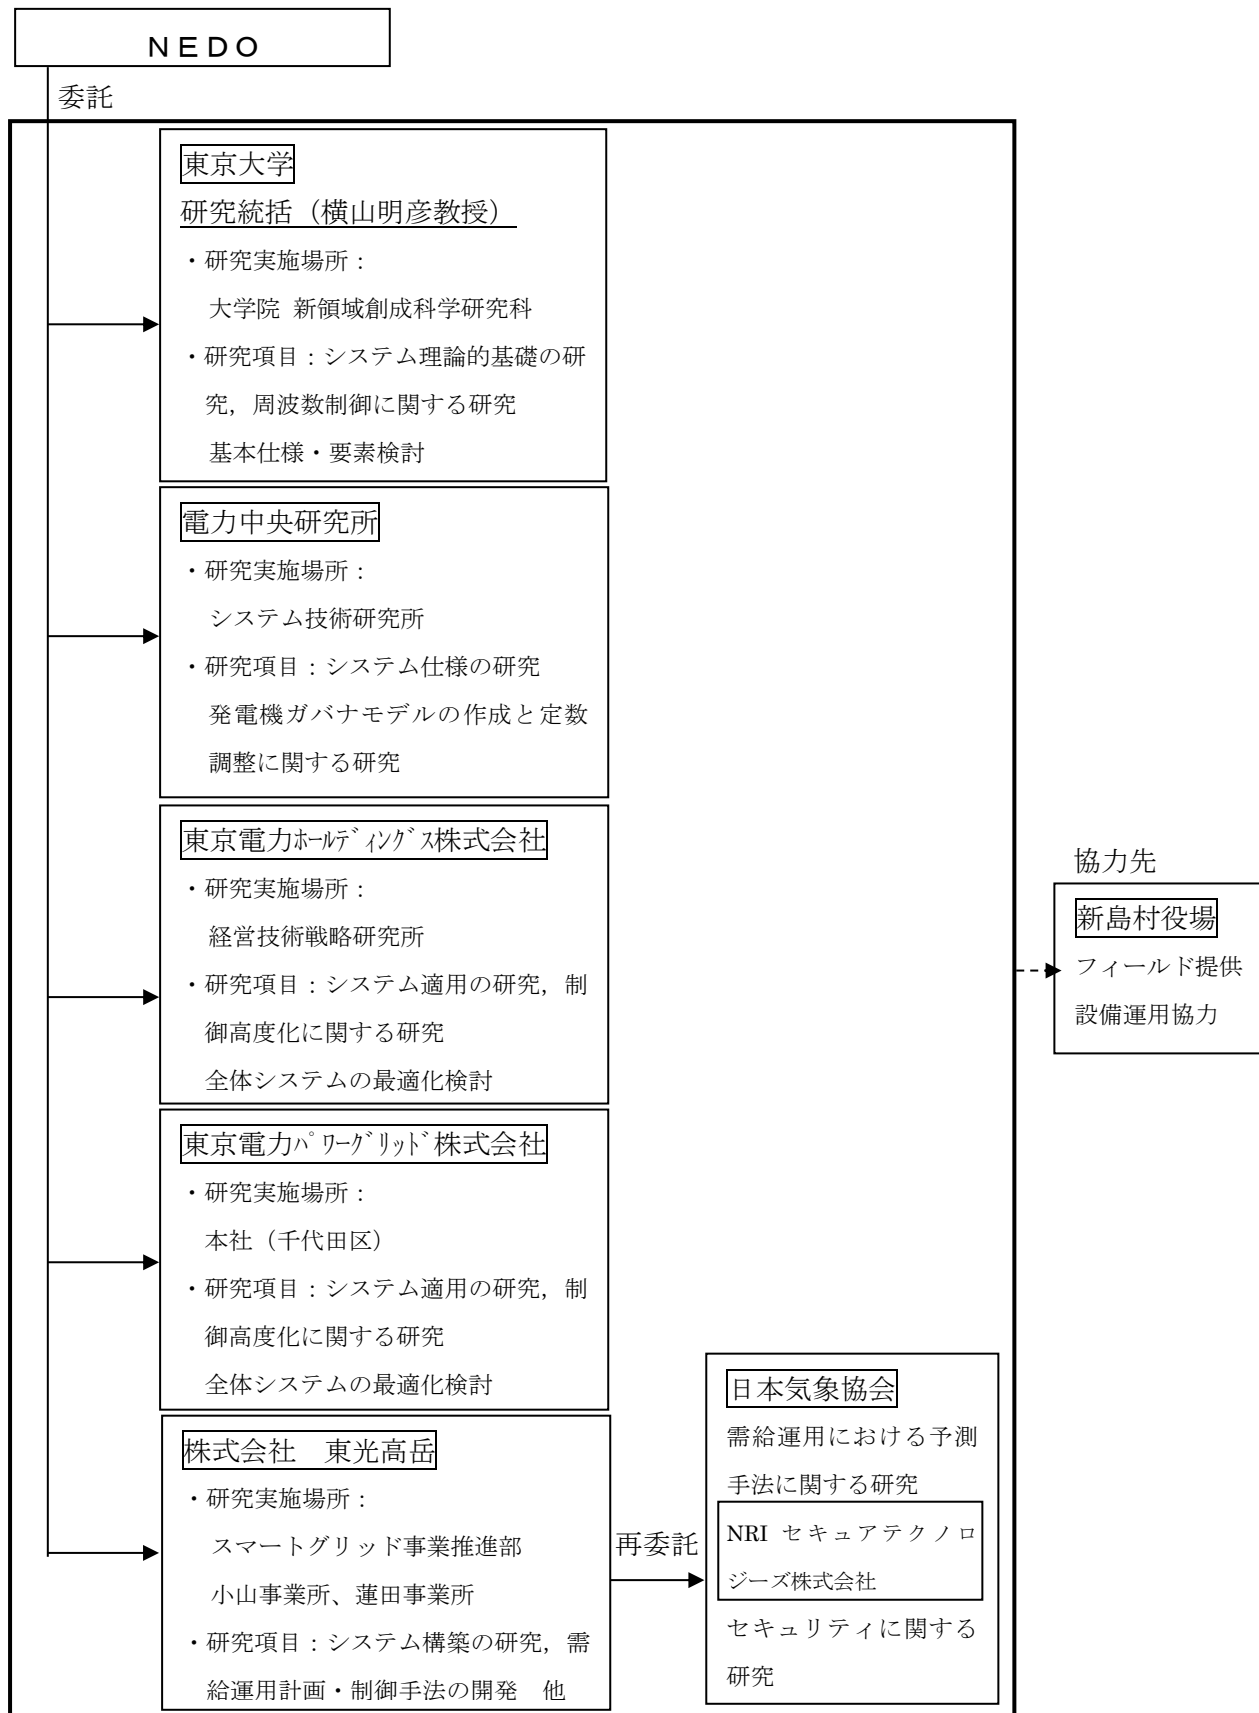 ＮＥＤＯ
委託
東京大学
研究統括（横山明彦教授）
・研究実施場所：
大学院 新領域創成科学研究科
・研究項目：システム理論的基礎の研
究，周波数制御に関する研究
基本仕様・要素検討
電力中央研究所
・研究実施場所：
システム技術研究所
・研究項目：システム仕様の研究
発電機ガバナモデルの作成と定数
調整に関する研究
東京電力ﾎｰﾙﾃﾞｨﾝｸﾞｽ株式会社
・研究実施場所：
経営技術戦略研究所
・研究項目：システム適用の研究，制
御高度化に関する研究
全体システムの最適化検討
協力先
新島村役場
フィールド提供
設備運用協力
東京電力ﾊﾟﾜｰｸﾞﾘｯﾄﾞ株式会社
・研究実施場所：
本社（千代田区）
・研究項目：システム適用の研究，制
御高度化に関する研究
全体システムの最適化検討
株式会社　東光高岳
・研究実施場所：
スマートグリッド事業推進部
小山事業所、蓮田事業所
・研究項目：システム構築の研究，需
給運用計画・制御手法の開発　他
再委託
日本気象協会
需給運用における予測
手法に関する研究
NRI セキュアテクノロ
ジーズ株式会社
セキュリティに関する
研究